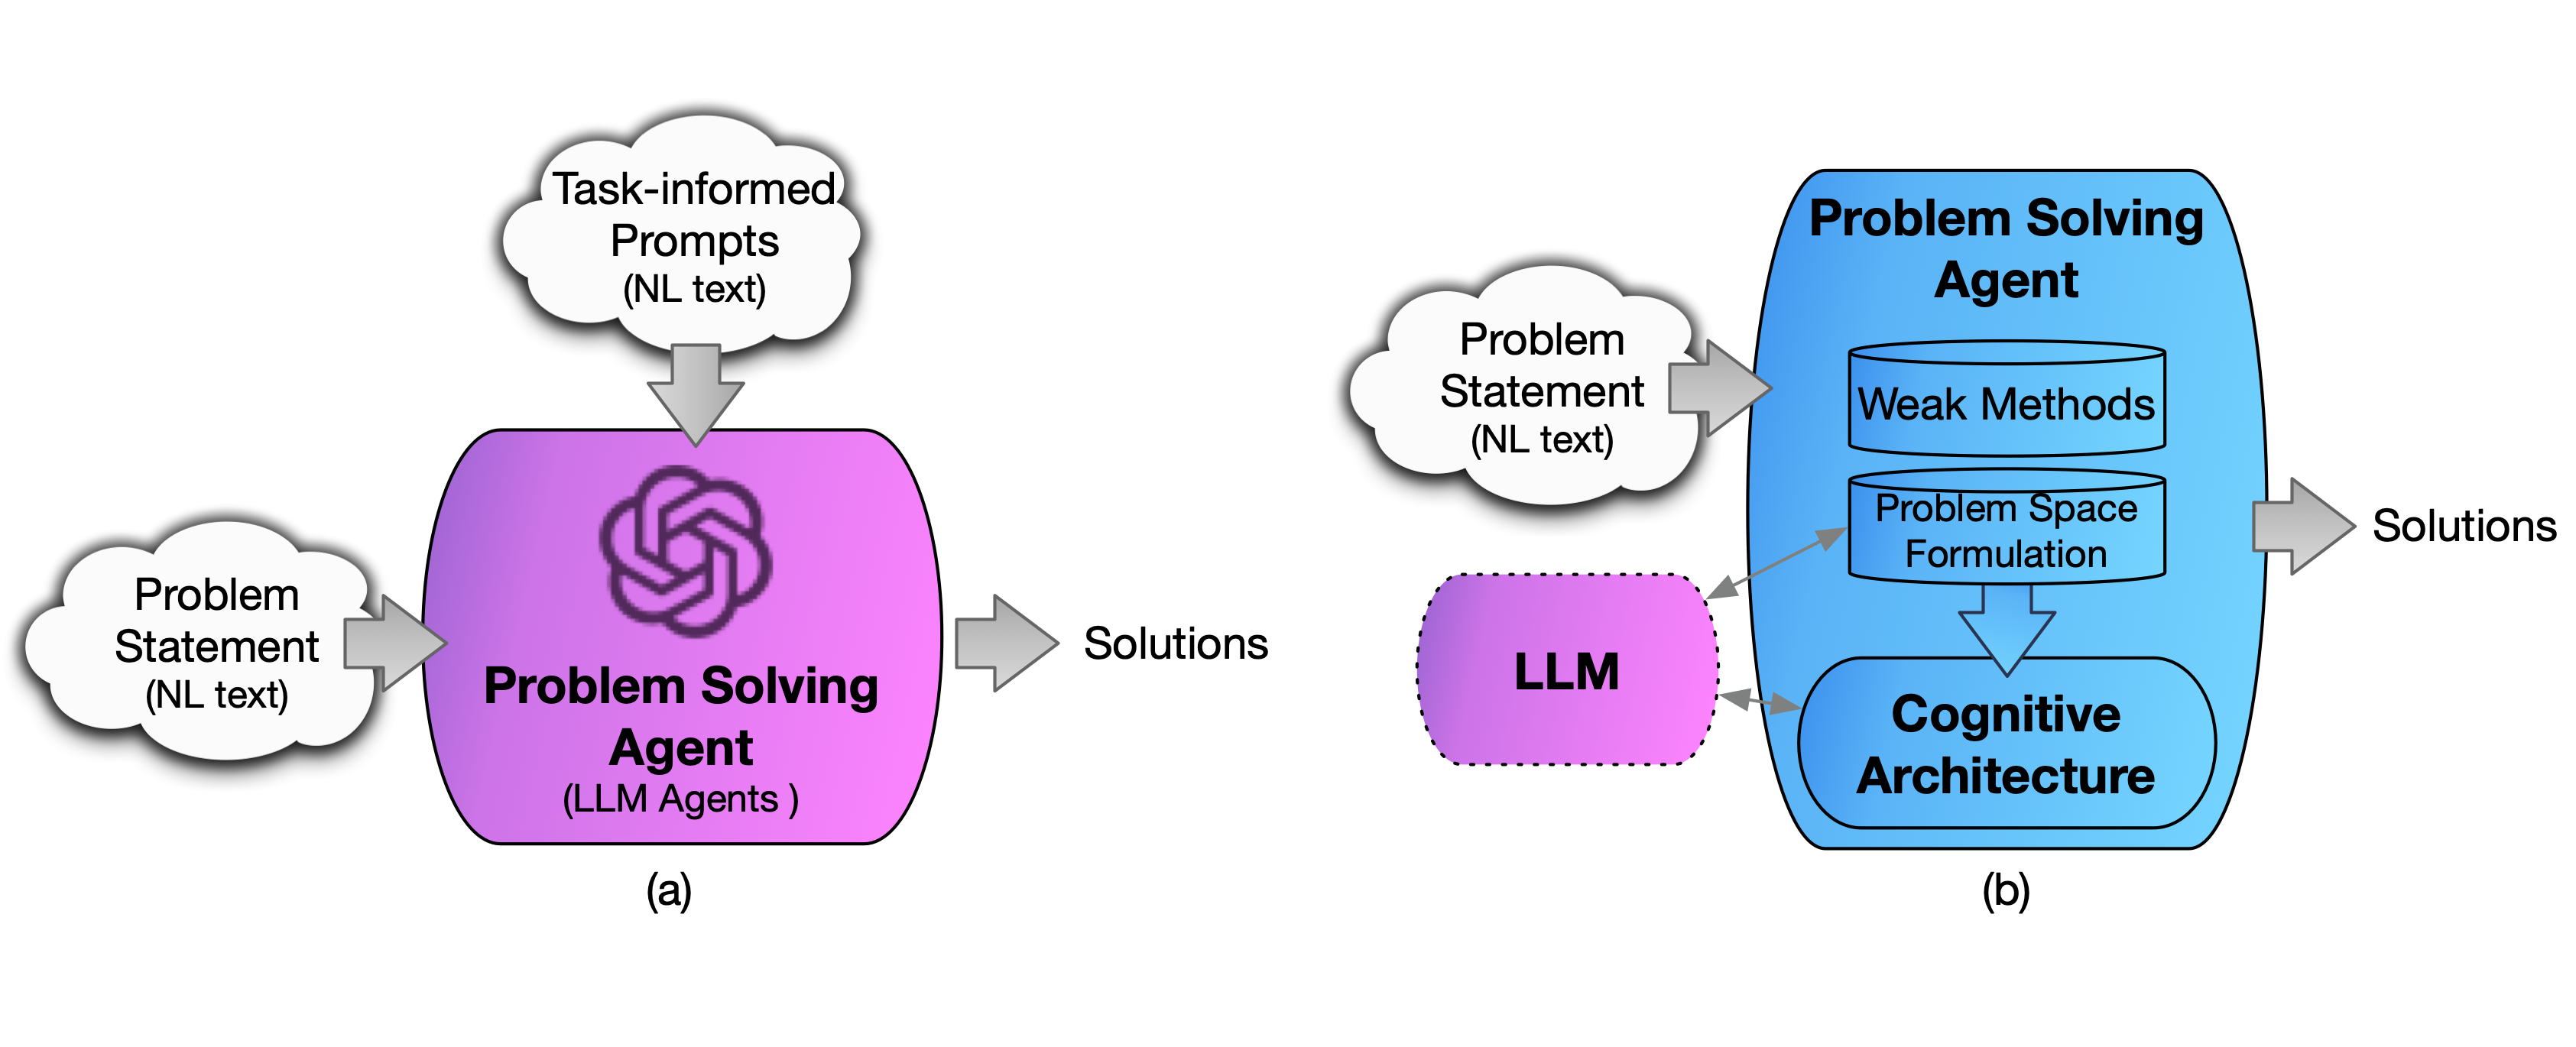 Task-informed
Prompts
(NL text)
Problem
Statement
(NL text)
Problem Solving
Agent
(LLM Agents )
Solutions
(a)
Problem
Statement
(NL text)
Problem Solving
Agent
Weak Methods
Problem Space
Formulation
LLM
Cognitive
Architecture
Solutions
(b)